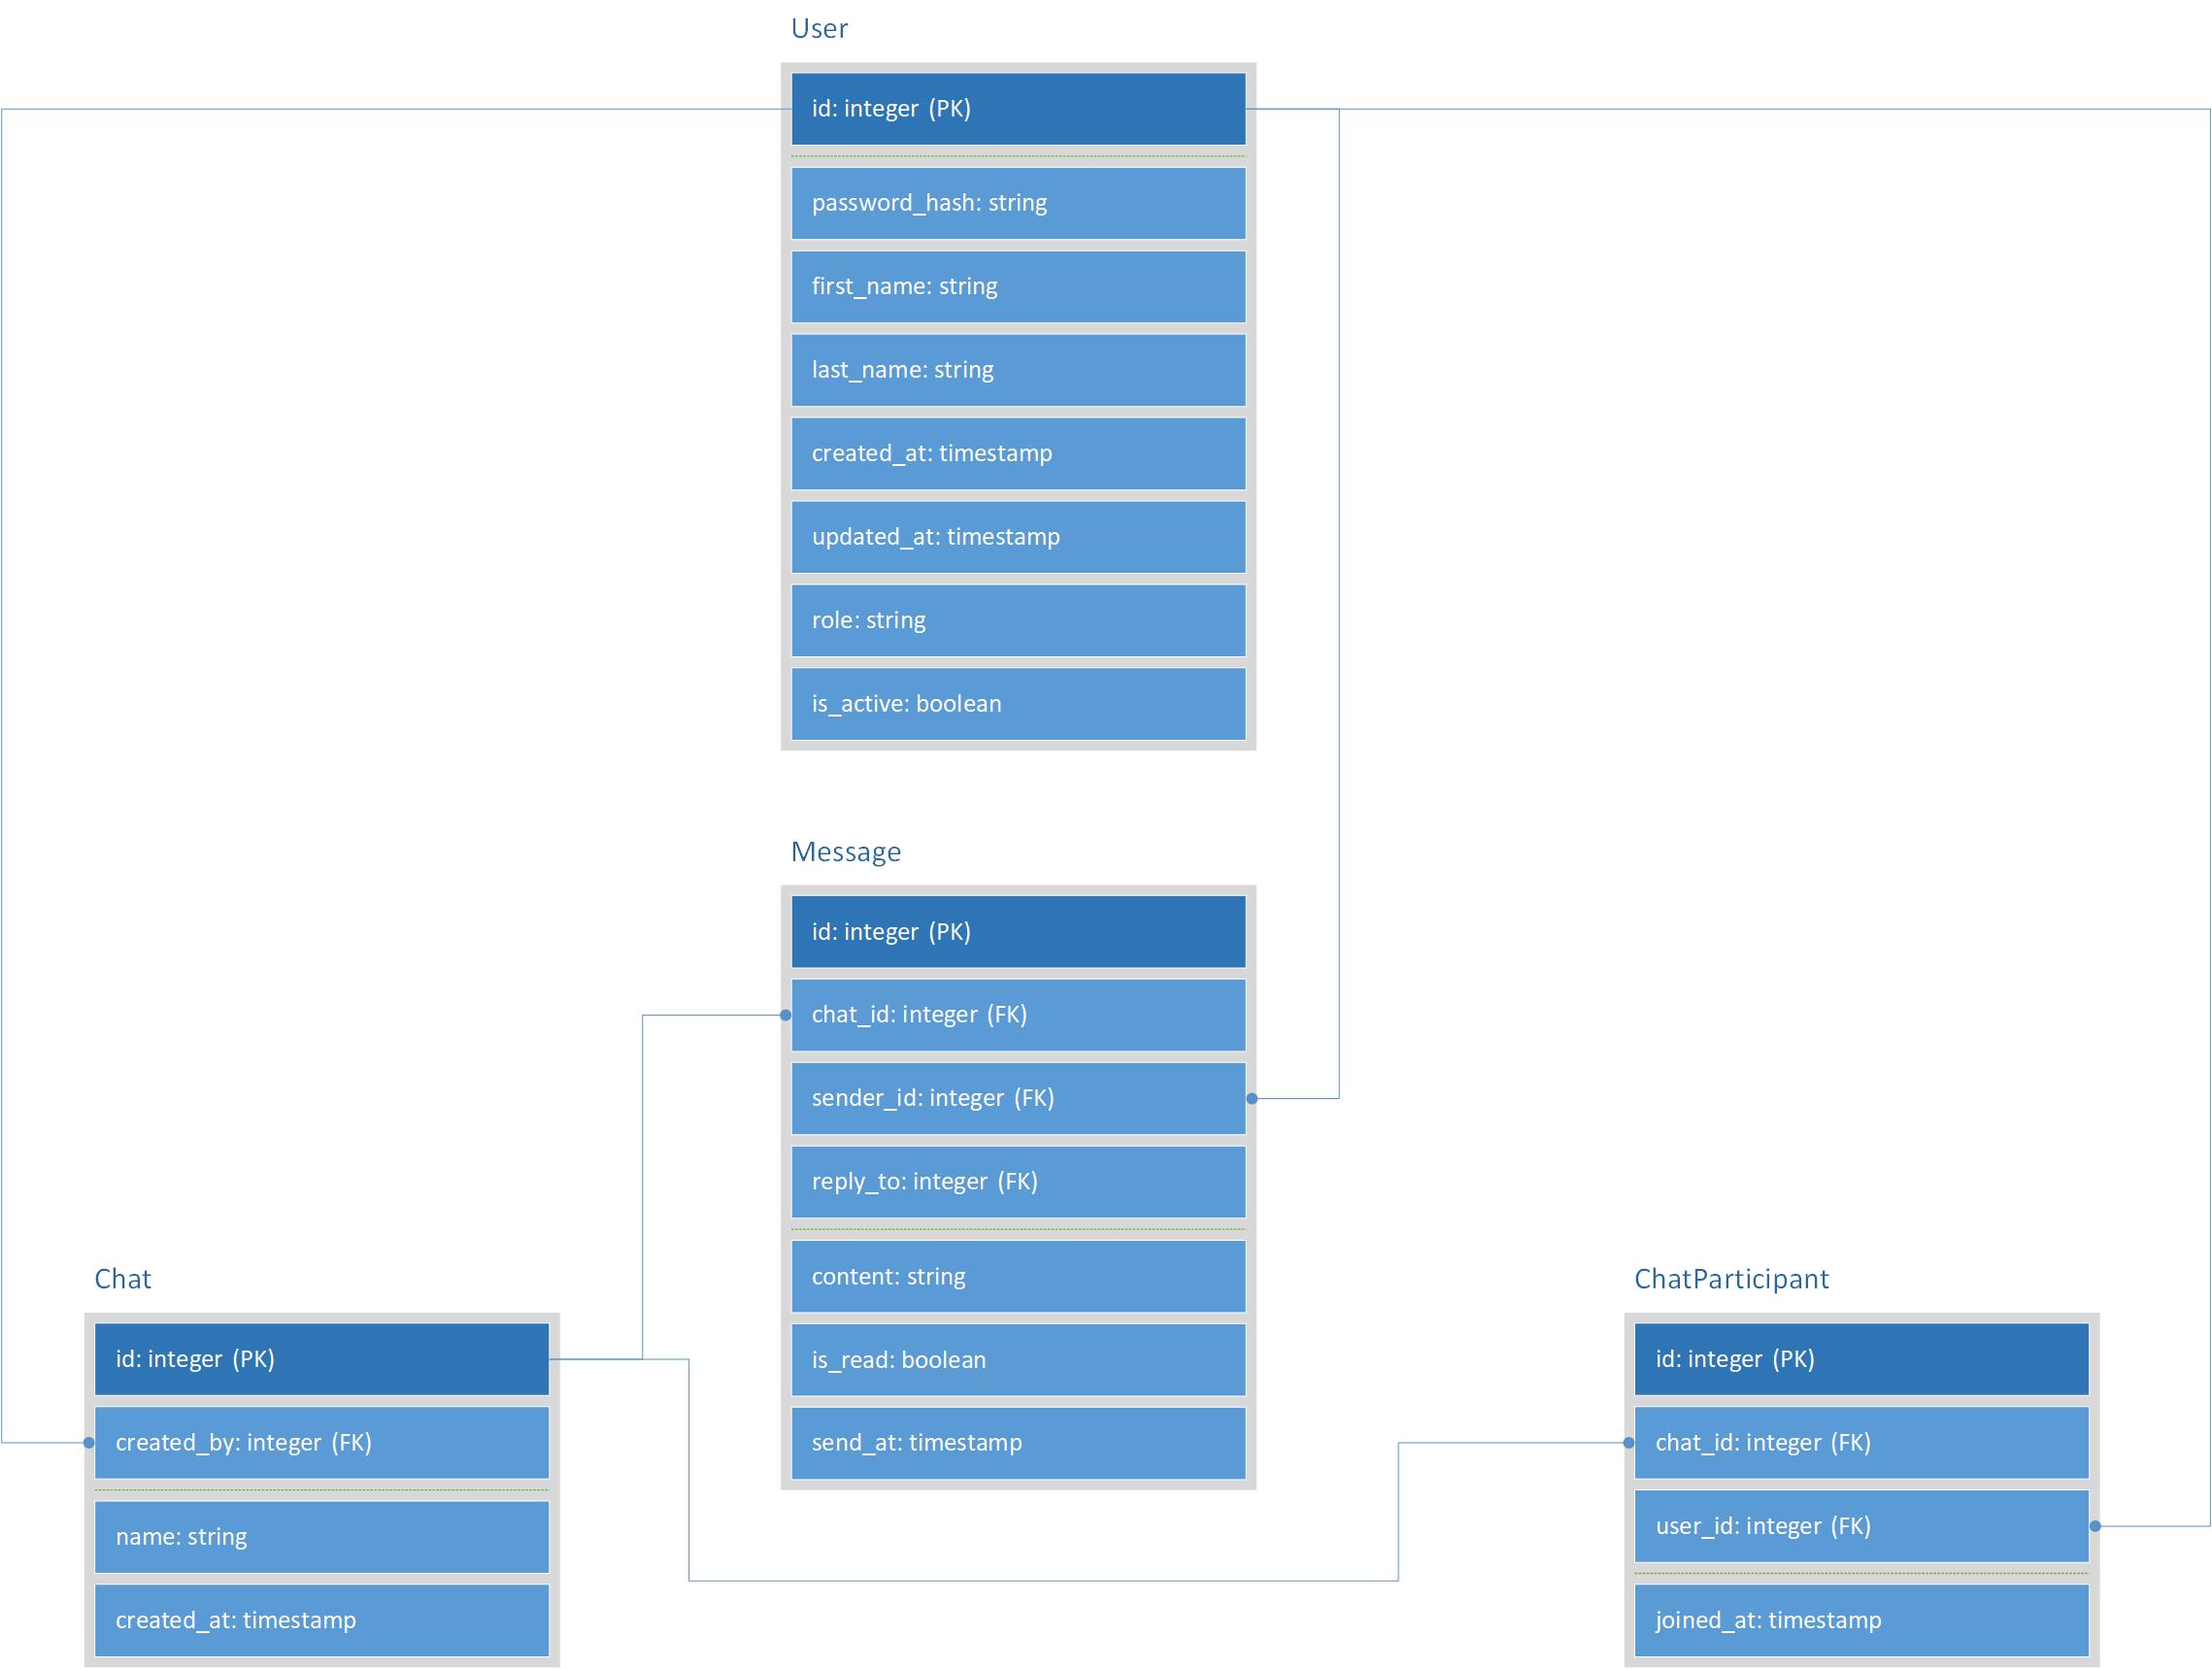 User
id: integer (PK)
password_hash: string
first_name: string
last_name: string
created_at: timestamp
updated_at: timestamp
role: string
is_active: boolean
Message
id: integer (PK)
chat_id: integer (FK)
sender_id: integer (FK)
reply_to: integer (FK)
content: string
is_read: boolean
send_at: timestamp
Chat
id: integer (PK)
created_by: integer (FK)
name: string
created_at: timestamp
ChatParticipant
id: integer (PK)
chat_id: integer (FK)
user_id: integer (FK)
joined_at: timestamp